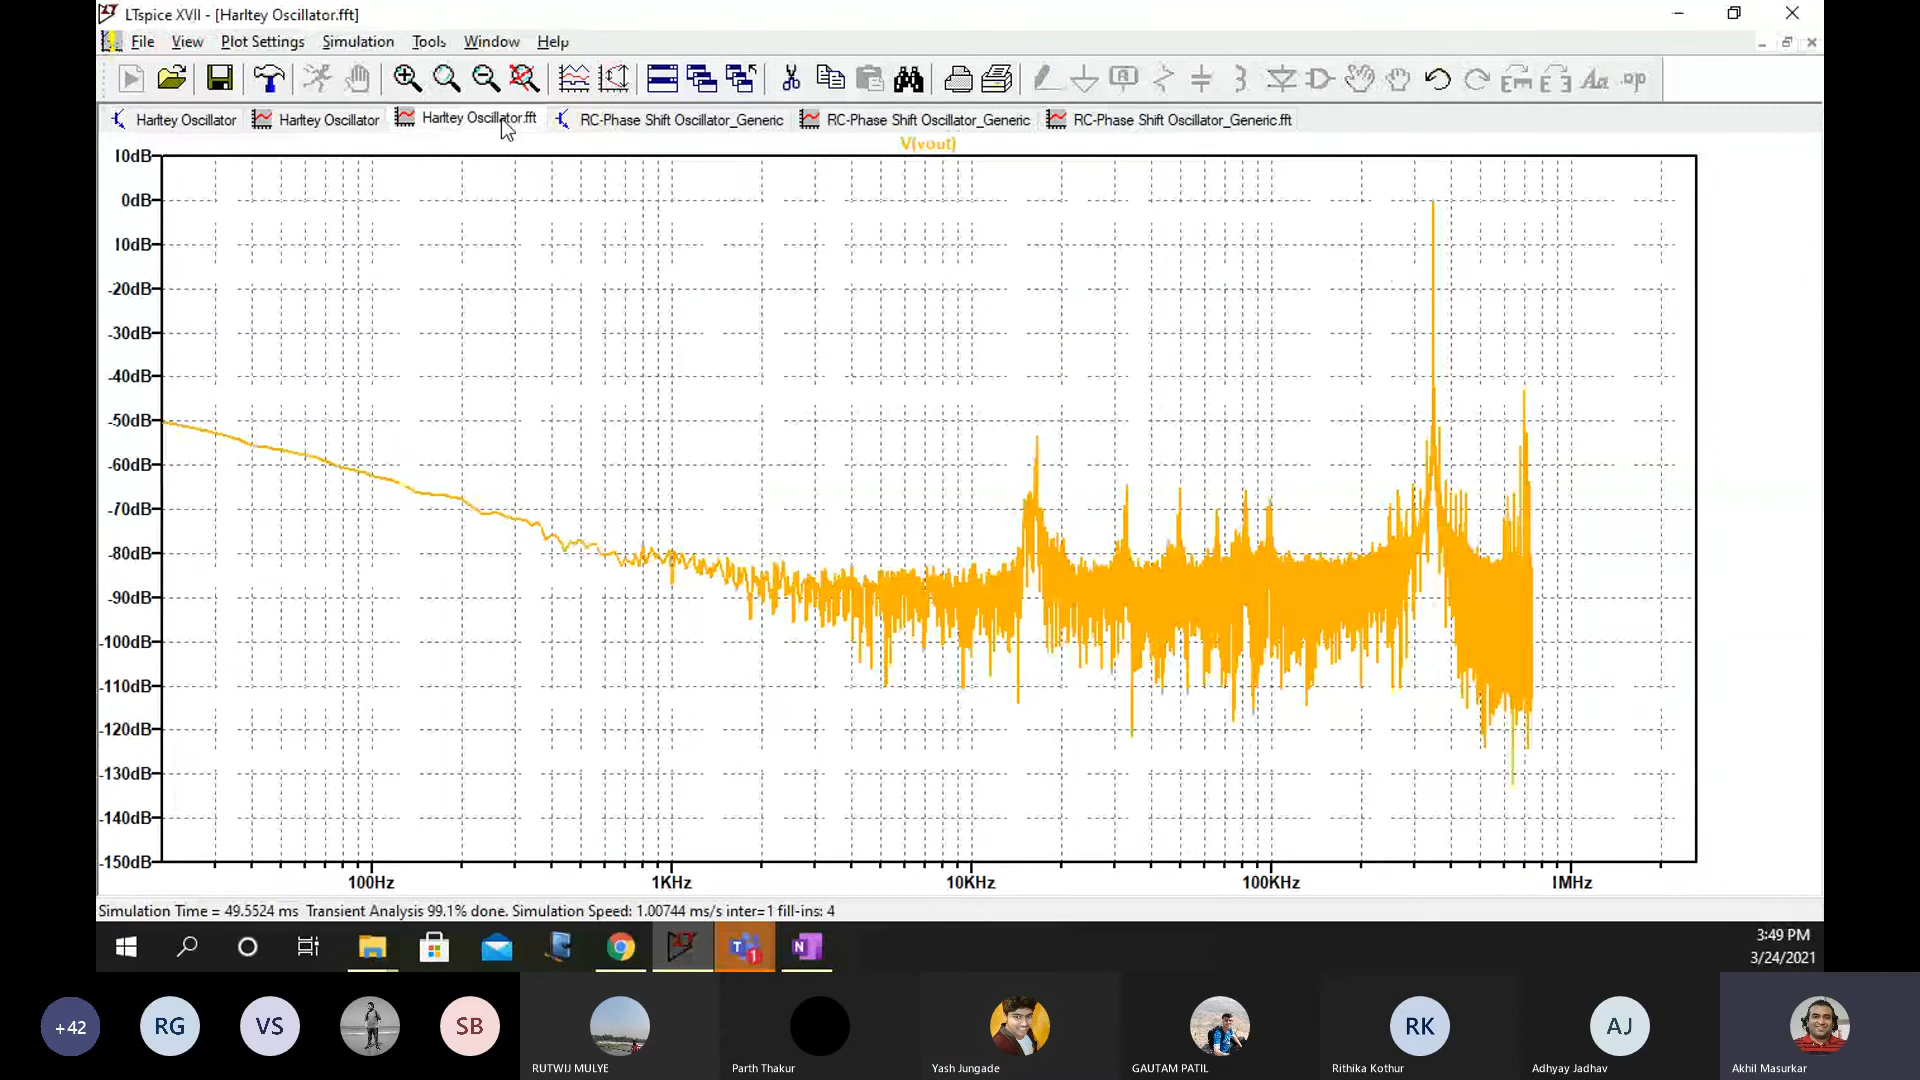 LTspice XVII - [Harltey Oscillator.fft]
File View Plot Settings Simulation Tools Window Help
Harltey Oscillator Harltey Oscillator Harltey Oscillator.fft RC-Phase Shift Oscillator_Generic RC-Phase Shift Oscillator_Generic RC-Phase Shift Oscillator_Generic.fft
V(vout)
10dB
0dB
10dB
-20dB
-30dB
-40dB
-50dB
-60dB
-70dB
-80dB
-90dB
-100dB
-110dB
-120dB
-130dB
-140dB
-150dB
100Hz 1KHz 10KHz 100KHz 1MHz
Simulation Time = 49.5524 ms Transient Analysis 99.1% done. Simulation Speed: 1.00744 ms/s inter=1 fill-ins: 4
3:49 PM
3/24/2021
+42 RG VS SB RK AJ
RUTWIJ MULYE Parth Thakur Yash Jungade GAUTAM PATIL Rithika Kothur Adhyay Jadhav Akhil Masurkar